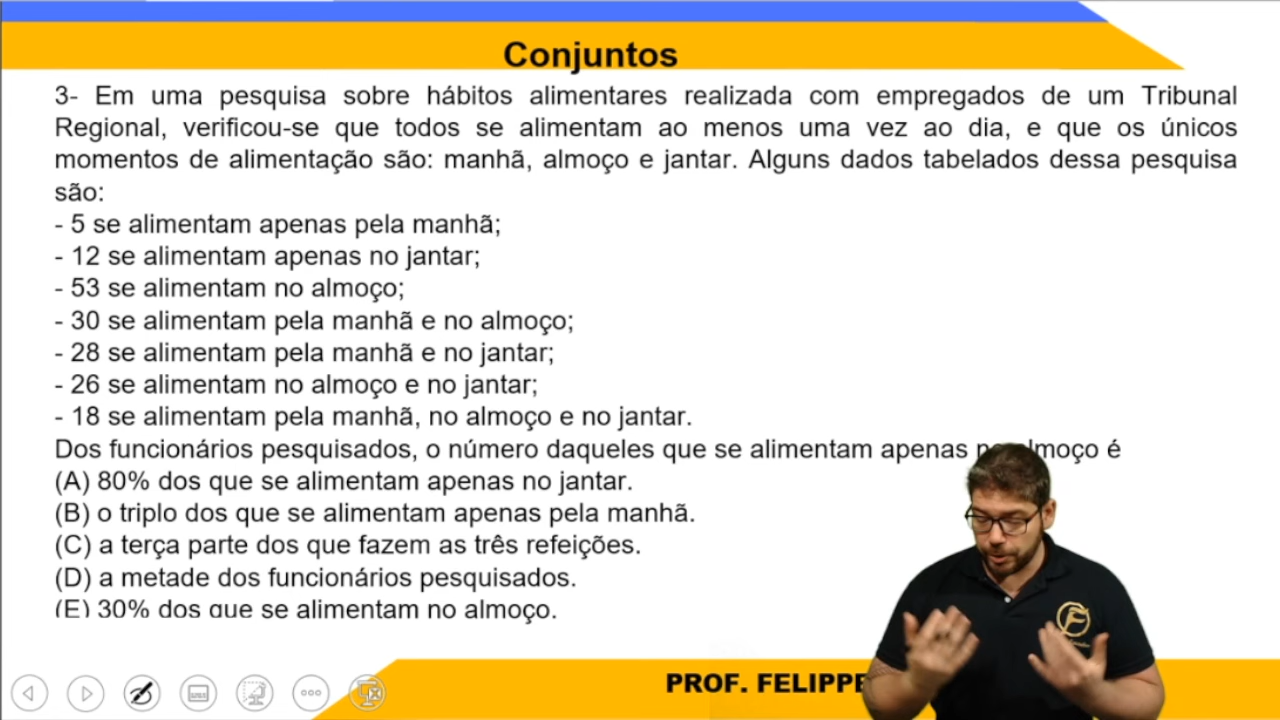 Conjuntos
3- Em uma pesquisa sobre hábitos alimentares realizada com empregados de um Tribunal
Regional, verificou-se que todos se alimentam ao menos uma vez ao dia, e que os únicos
momentos de alimentação são: manhã, almoço e jantar. Alguns dados tabelados dessa pesquisa
são:
- 5 se alimentam apenas pela manhã;
- 12 se alimentam apenas no jantar;
- 53 se alimentam no almoço;
- 30 se alimentam pela manhã e no almoço;
- 28 se alimentam pela manhã e no jantar;
- 26 se alimentam no almoço e no jantar;
- 18 se alimentam pela manhã, no almoço e no jantar.
Dos funcionários pesquisados, o número daqueles que se alimentam apenas no almoço é
(A) 80% dos que se alimentam apenas no jantar.
(B) o triplo dos que se alimentam apenas pela manhã.
(C) a terça parte dos que fazem as três refeições.
(D) a metade dos funcionários pesquisados.
(E) 30% dos que se alimentam no almoço.
PROF. FELIPPE